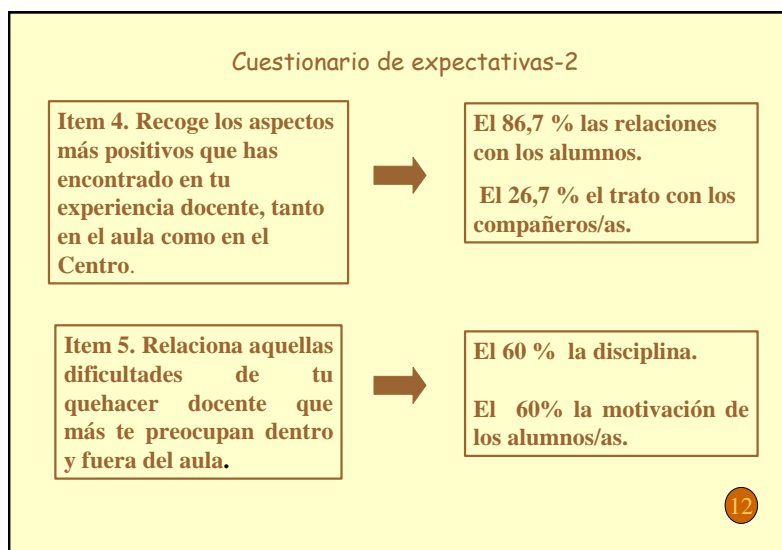 Cuestionario de expectativas-2
Item 4. Recoge los aspectos
más positivos que has
encontrado en tu
experiencia docente, tanto
en el aula como en el
Centro.
El 86,7 % las relaciones
con los alumnos.
El 26,7 % el trato con los
compañeros/as.
Item 5. Relaciona aquellas
dificultades de tu
quehacer docente que
más te preocupan dentro
y fuera del aula.
El 60 % la disciplina.
El 60% la motivación de
los alumnos/as.
12